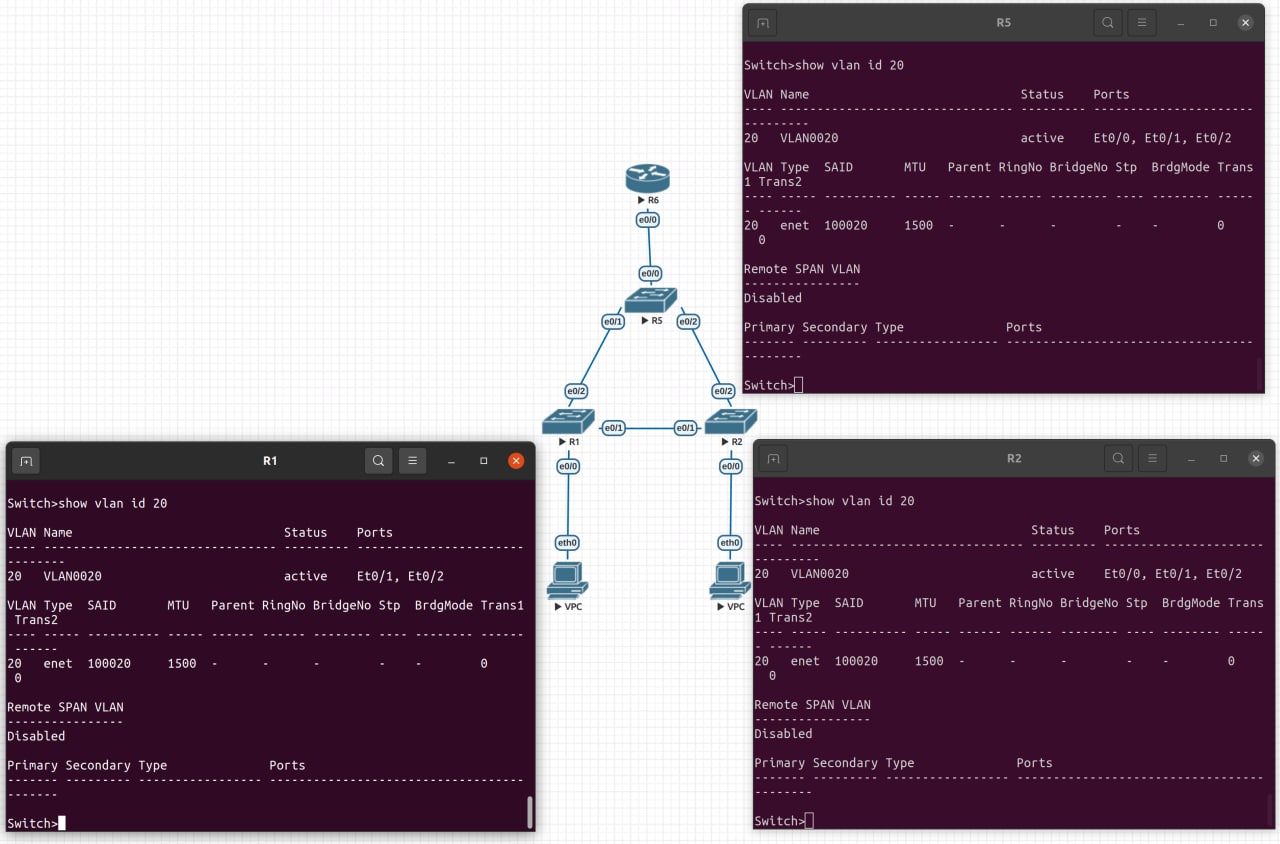 R5
Switch>show vlan id 20
VLAN Name                             Status    Ports
---- -------------------------------- --------- ----------------------
---------
20   VLAN0020                         active    Et0/0, Et0/1, Et0/2
VLAN Type  SAID       MTU   Parent RingNo BridgeNo Stp  BrdgMode Trans
1 Trans2
---- ----- ---------- ----- ------ ------ -------- ---- -------- -----
- ------
20   enet  100020     1500  -      -      -        -    -        0
  0
Remote SPAN VLAN
----------------
Disabled
Primary Secondary Type              Ports
------- --------- ----------------- ----------------------------------
--------
Switch>
R6
e0/0
e0/0
R5
e0/1
e0/2
e0/2
e0/2
R1
e0/1
e0/1
R2
e0/0
e0/0
eth0
eth0
VPC
VPC
R1
Switch>show vlan id 20
VLAN Name                             Status    Ports
---- -------------------------------- --------- -----------------------
--------
20   VLAN0020                         active    Et0/1, Et0/2
VLAN Type  SAID       MTU   Parent RingNo BridgeNo Stp  BrdgMode Trans1
 Trans2
---- ----- ---------- ----- ------ ------ -------- ---- -------- ------
 ------
20   enet  100020     1500  -      -      -        -    -        0
 0
Remote SPAN VLAN
----------------
Disabled
Primary Secondary Type              Ports
------- --------- ----------------- -----------------------------------
-------
Switch>
R2
Switch>show vlan id 20
VLAN Name                             Status    Ports
---- -------------------------------- --------- ----------------------
---------
20   VLAN0020                         active    Et0/0, Et0/1, Et0/2
VLAN Type  SAID       MTU   Parent RingNo BridgeNo Stp  BrdgMode Trans
1 Trans2
---- ----- ---------- ----- ------ ------ -------- ---- -------- -----
- ------
20   enet  100020     1500  -      -      -        -    -        0
  0
Remote SPAN VLAN
----------------
Disabled
Primary Secondary Type              Ports
------- --------- ----------------- ----------------------------------
--------
Switch>